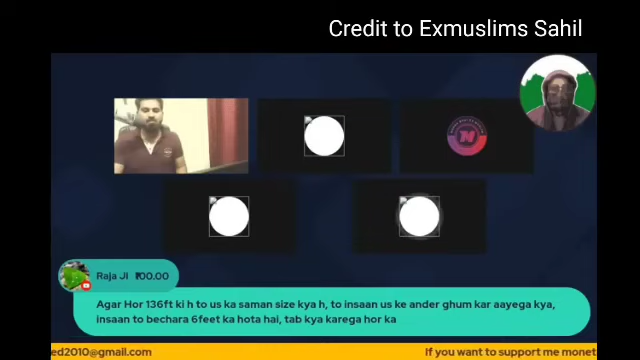 Credit to Exmuslims Sahil
Raja JI ₹100.00
Agar Hor 136ft ki h to us ka saman size kya h, to insaan us ke ander ghum kar aayega kya,
insaan to bechara 6feet ka hota hai, tab kya karega hor ka
ed2010@gmail.com If you want to support me monet